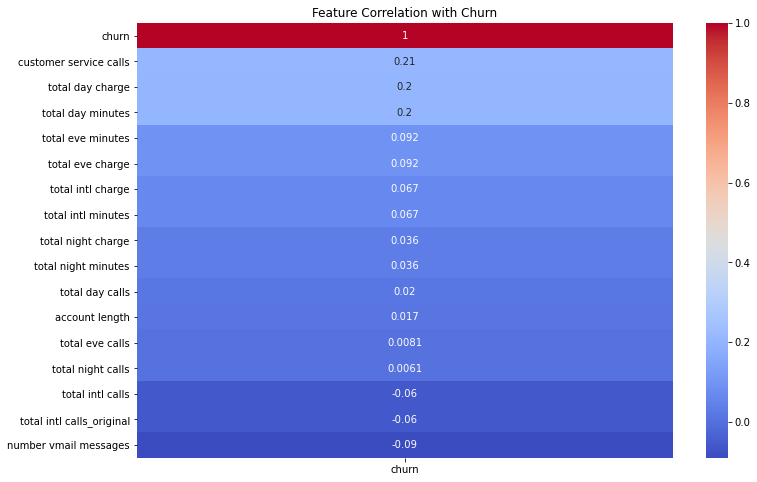 Feature Correlation with Churn
churn 1
customer service calls 0.21
total day charge 0.2
total day minutes 0.2
total eve minutes 0.092
total eve charge 0.092
total intl charge 0.067
total intl minutes 0.067
total night charge 0.036
total night minutes 0.036
total day calls 0.02
account length 0.017
total eve calls 0.0081
total night calls 0.0061
total intl calls -0.06
total intl calls_original -0.06
number vmail messages -0.09
churn
1.0
0.8
0.6
0.4
0.2
0.0